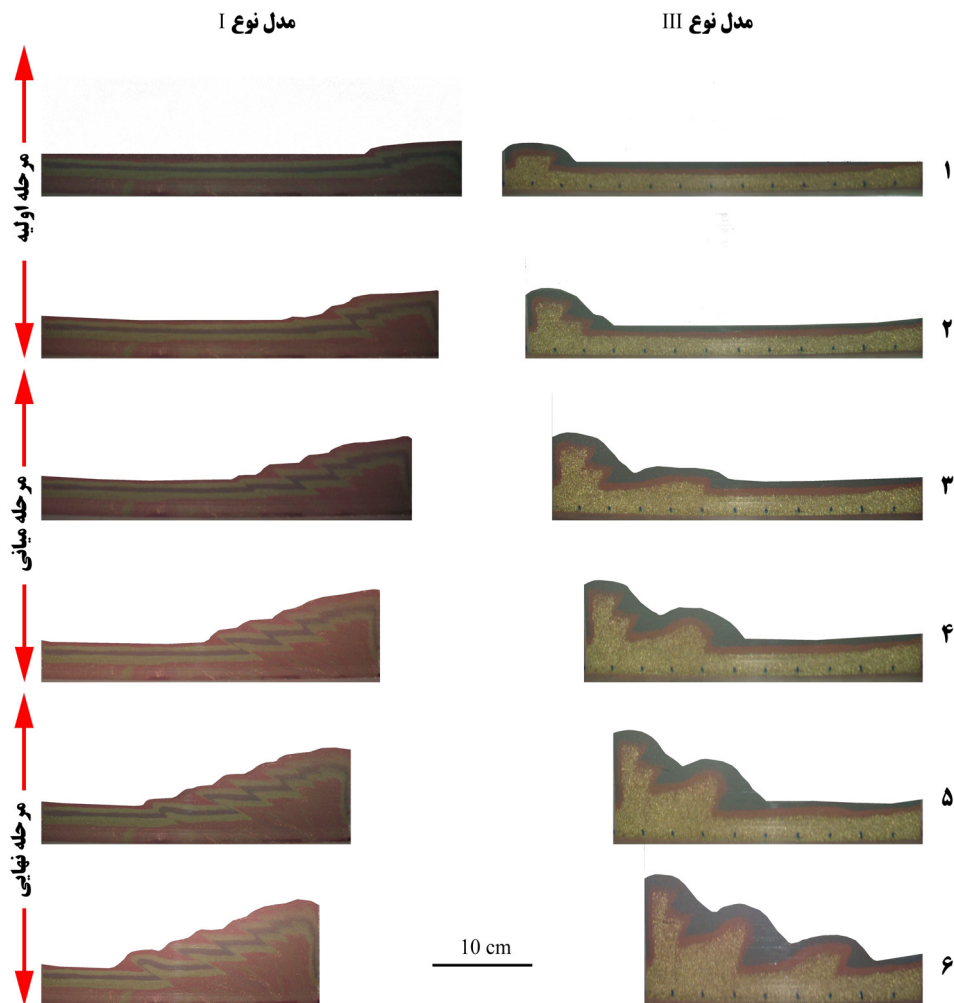 مدل نوع I
مدل نوع III
مرحله اولیه
۱
۲
مرحله میانی
۳
۴
مرحله نهایی
۵
۶
10 cm